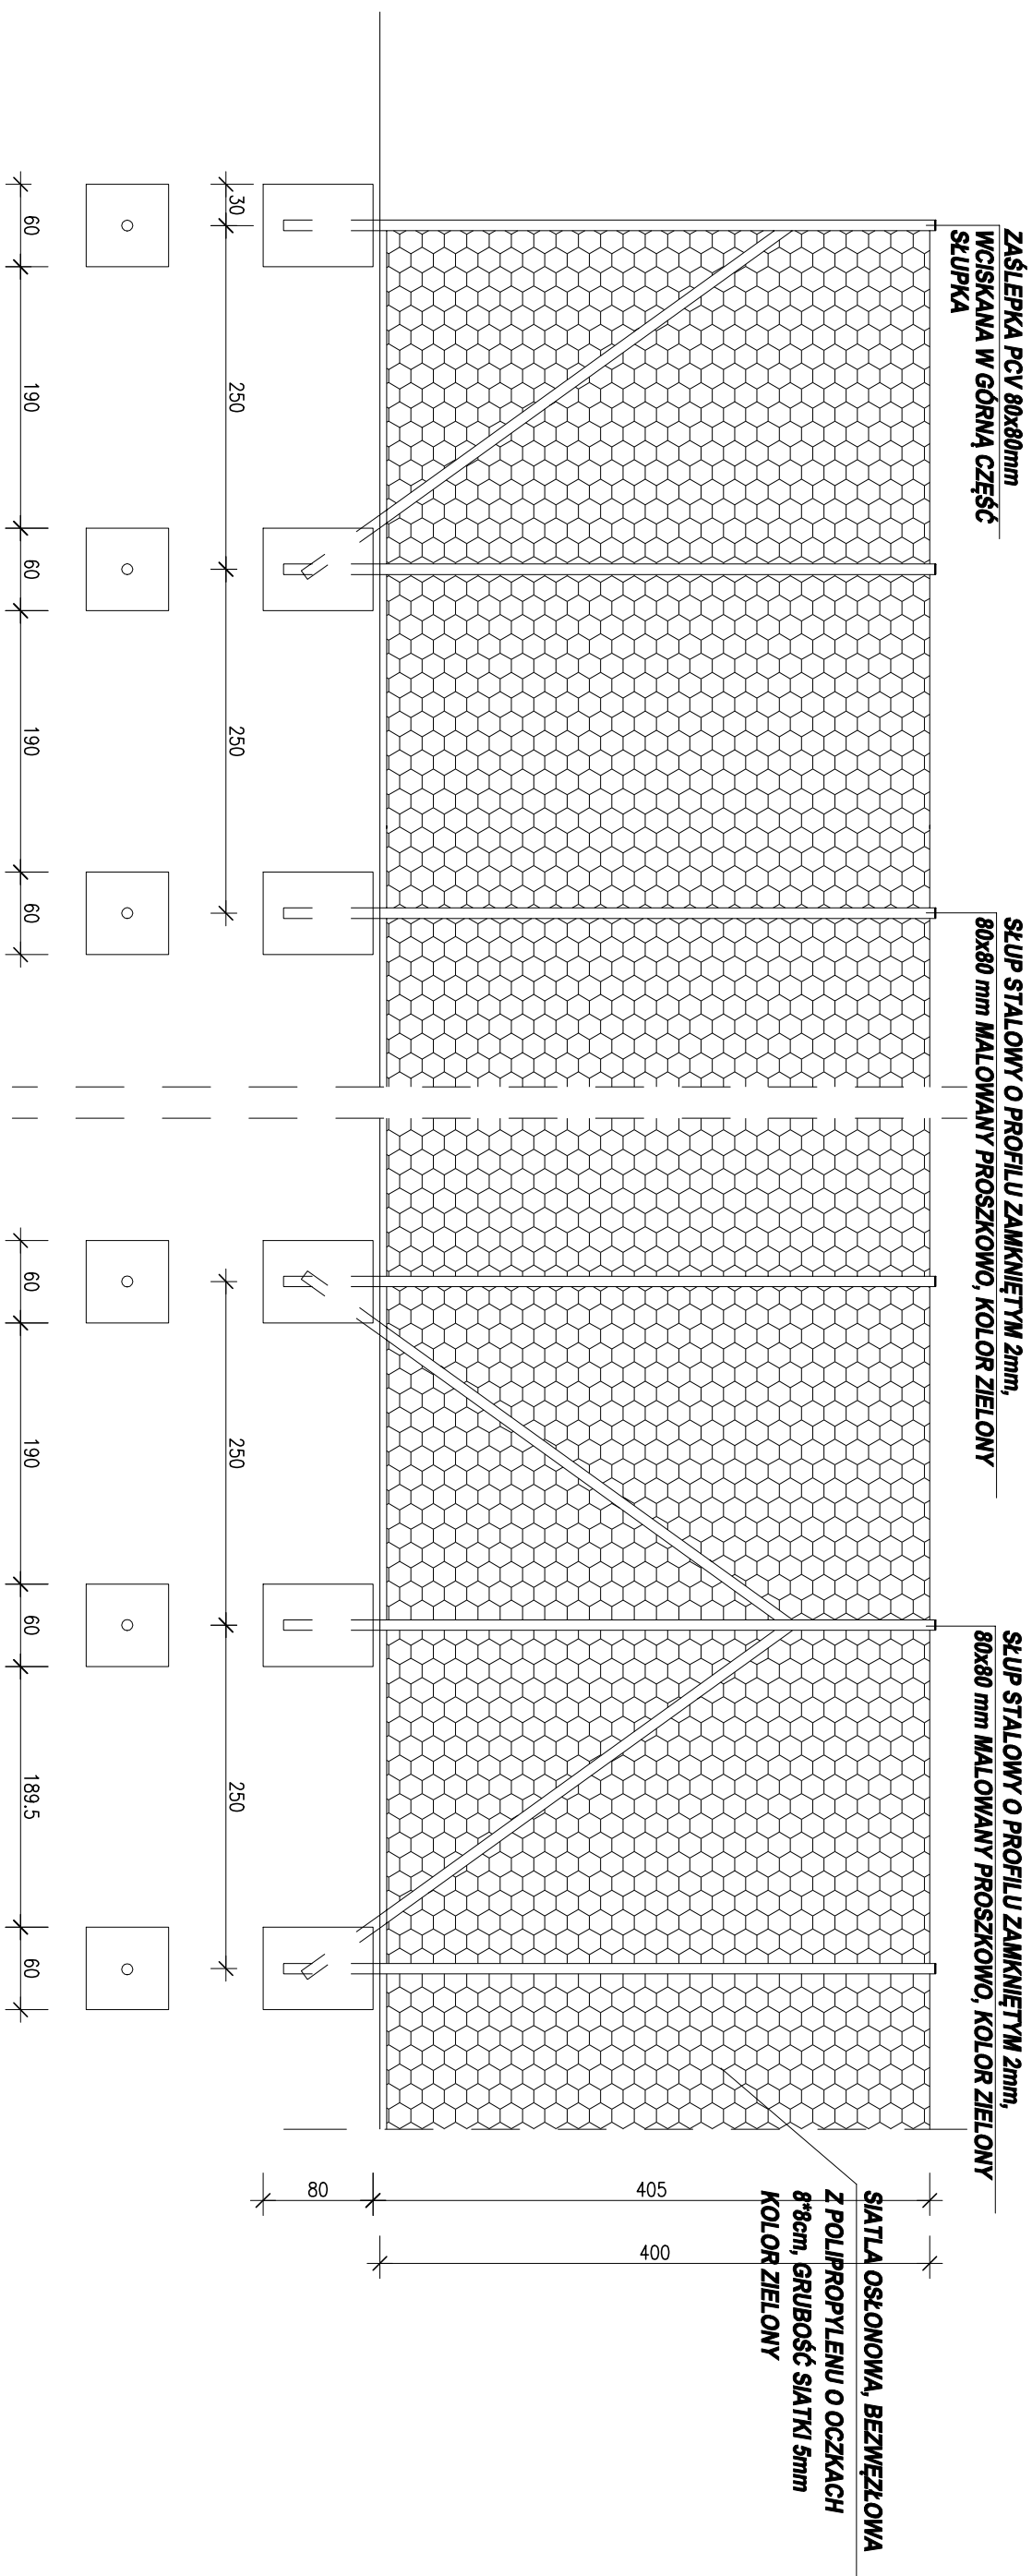 ZAŚLEPKA PCV 80x80mm
WCISKANA W GÓRNĄ CZĘŚĆ
SŁUPKA
SŁUP STALOWY O PROFILU ZAMKNIĘTYM 2mm,
80x80 mm MALOWANY PROSZKOWO, KOLOR ZIELONY
SŁUP STALOWY O PROFILU ZAMKNIĘTYM 2mm,
80x80 mm MALOWANY PROSZKOWO, KOLOR ZIELONY
SIATLA OSŁONOWA, BEZWĘZŁOWA
Z POLIPROPYLENU O OCZKACH
8*8cm, GRUBOŚĆ SIATKI 5mm
KOLOR ZIELONY
405
400
80
30
250
250
250
250
60
190
60
190
60
60
190
60
189.5
60